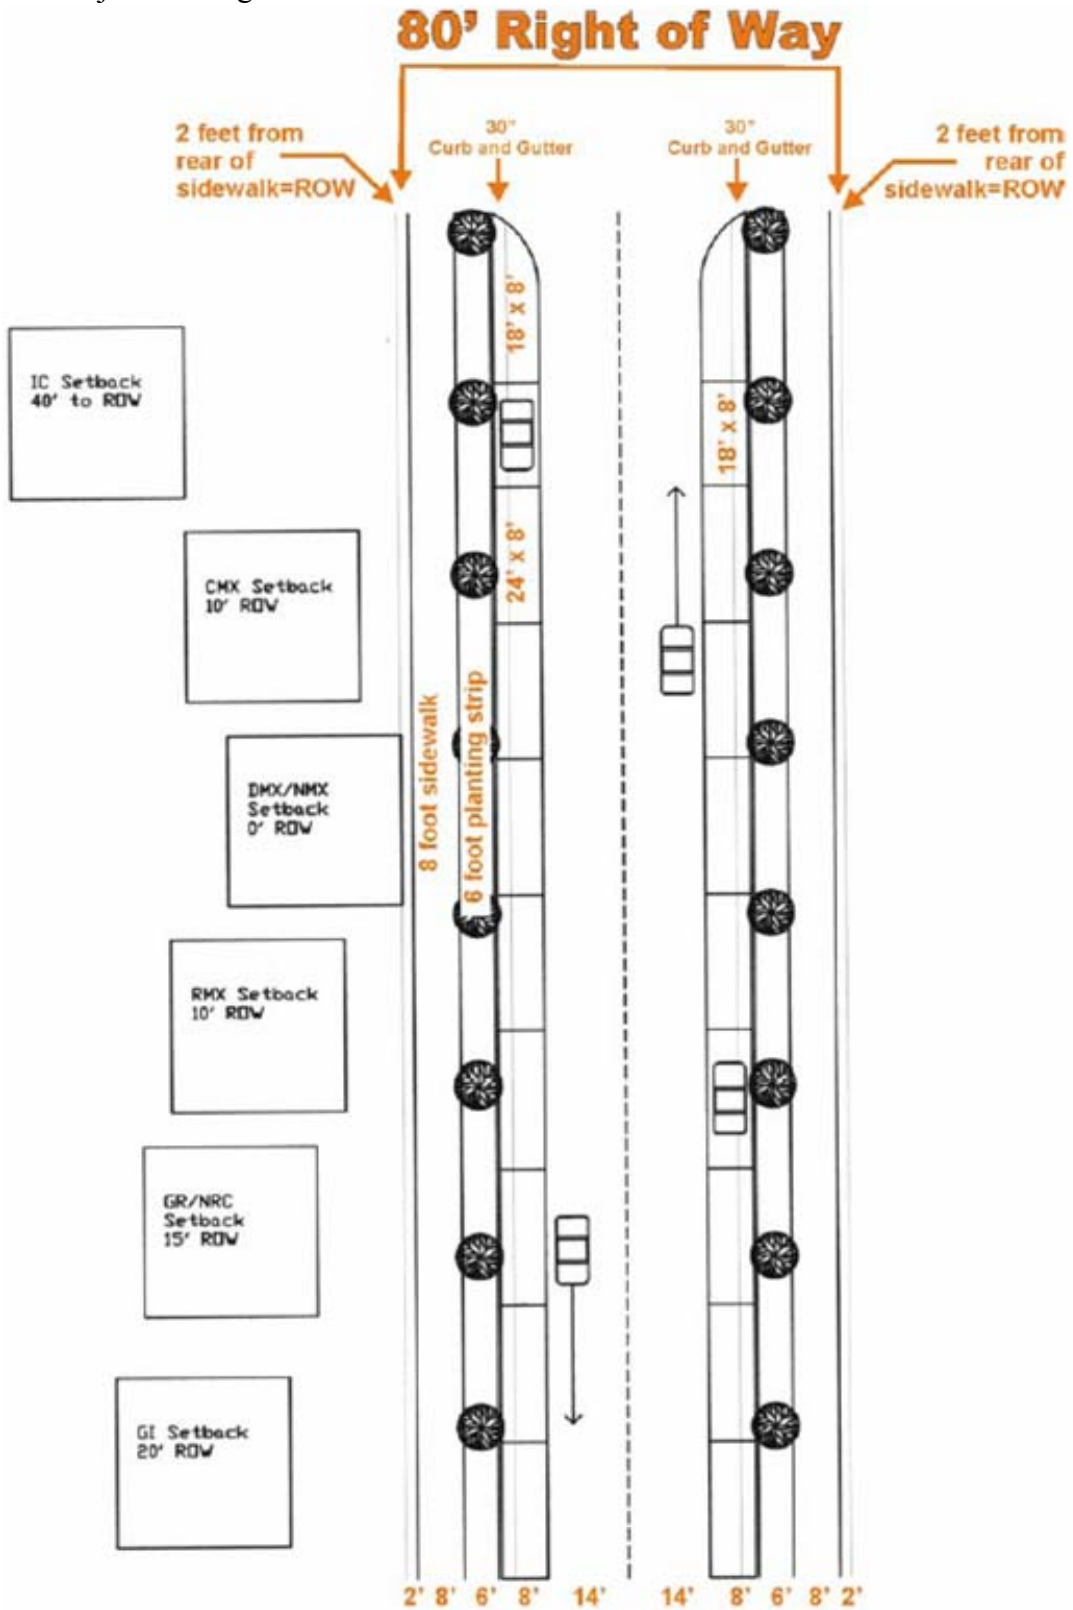 80' Right of Way
2 feet from
rear of
sidewalk=ROW
30"
Curb and Gutter
30"
Curb and Gutter
2 feet from
rear of
sidewalk=ROW
18' x 8'
IC Setback
40' to ROW
18' x 8'
24' x 8'
CMX Setback
10' ROW
8 foot sidewalk
6 foot planting strip
DMX/NMX
Setback
0' ROW
RMX Setback
10' ROW
GR/NRC
Setback
15' ROW
GI Setback
20' ROW
2' 8' 6' 8' 14' 14' 8' 6' 8' 2'